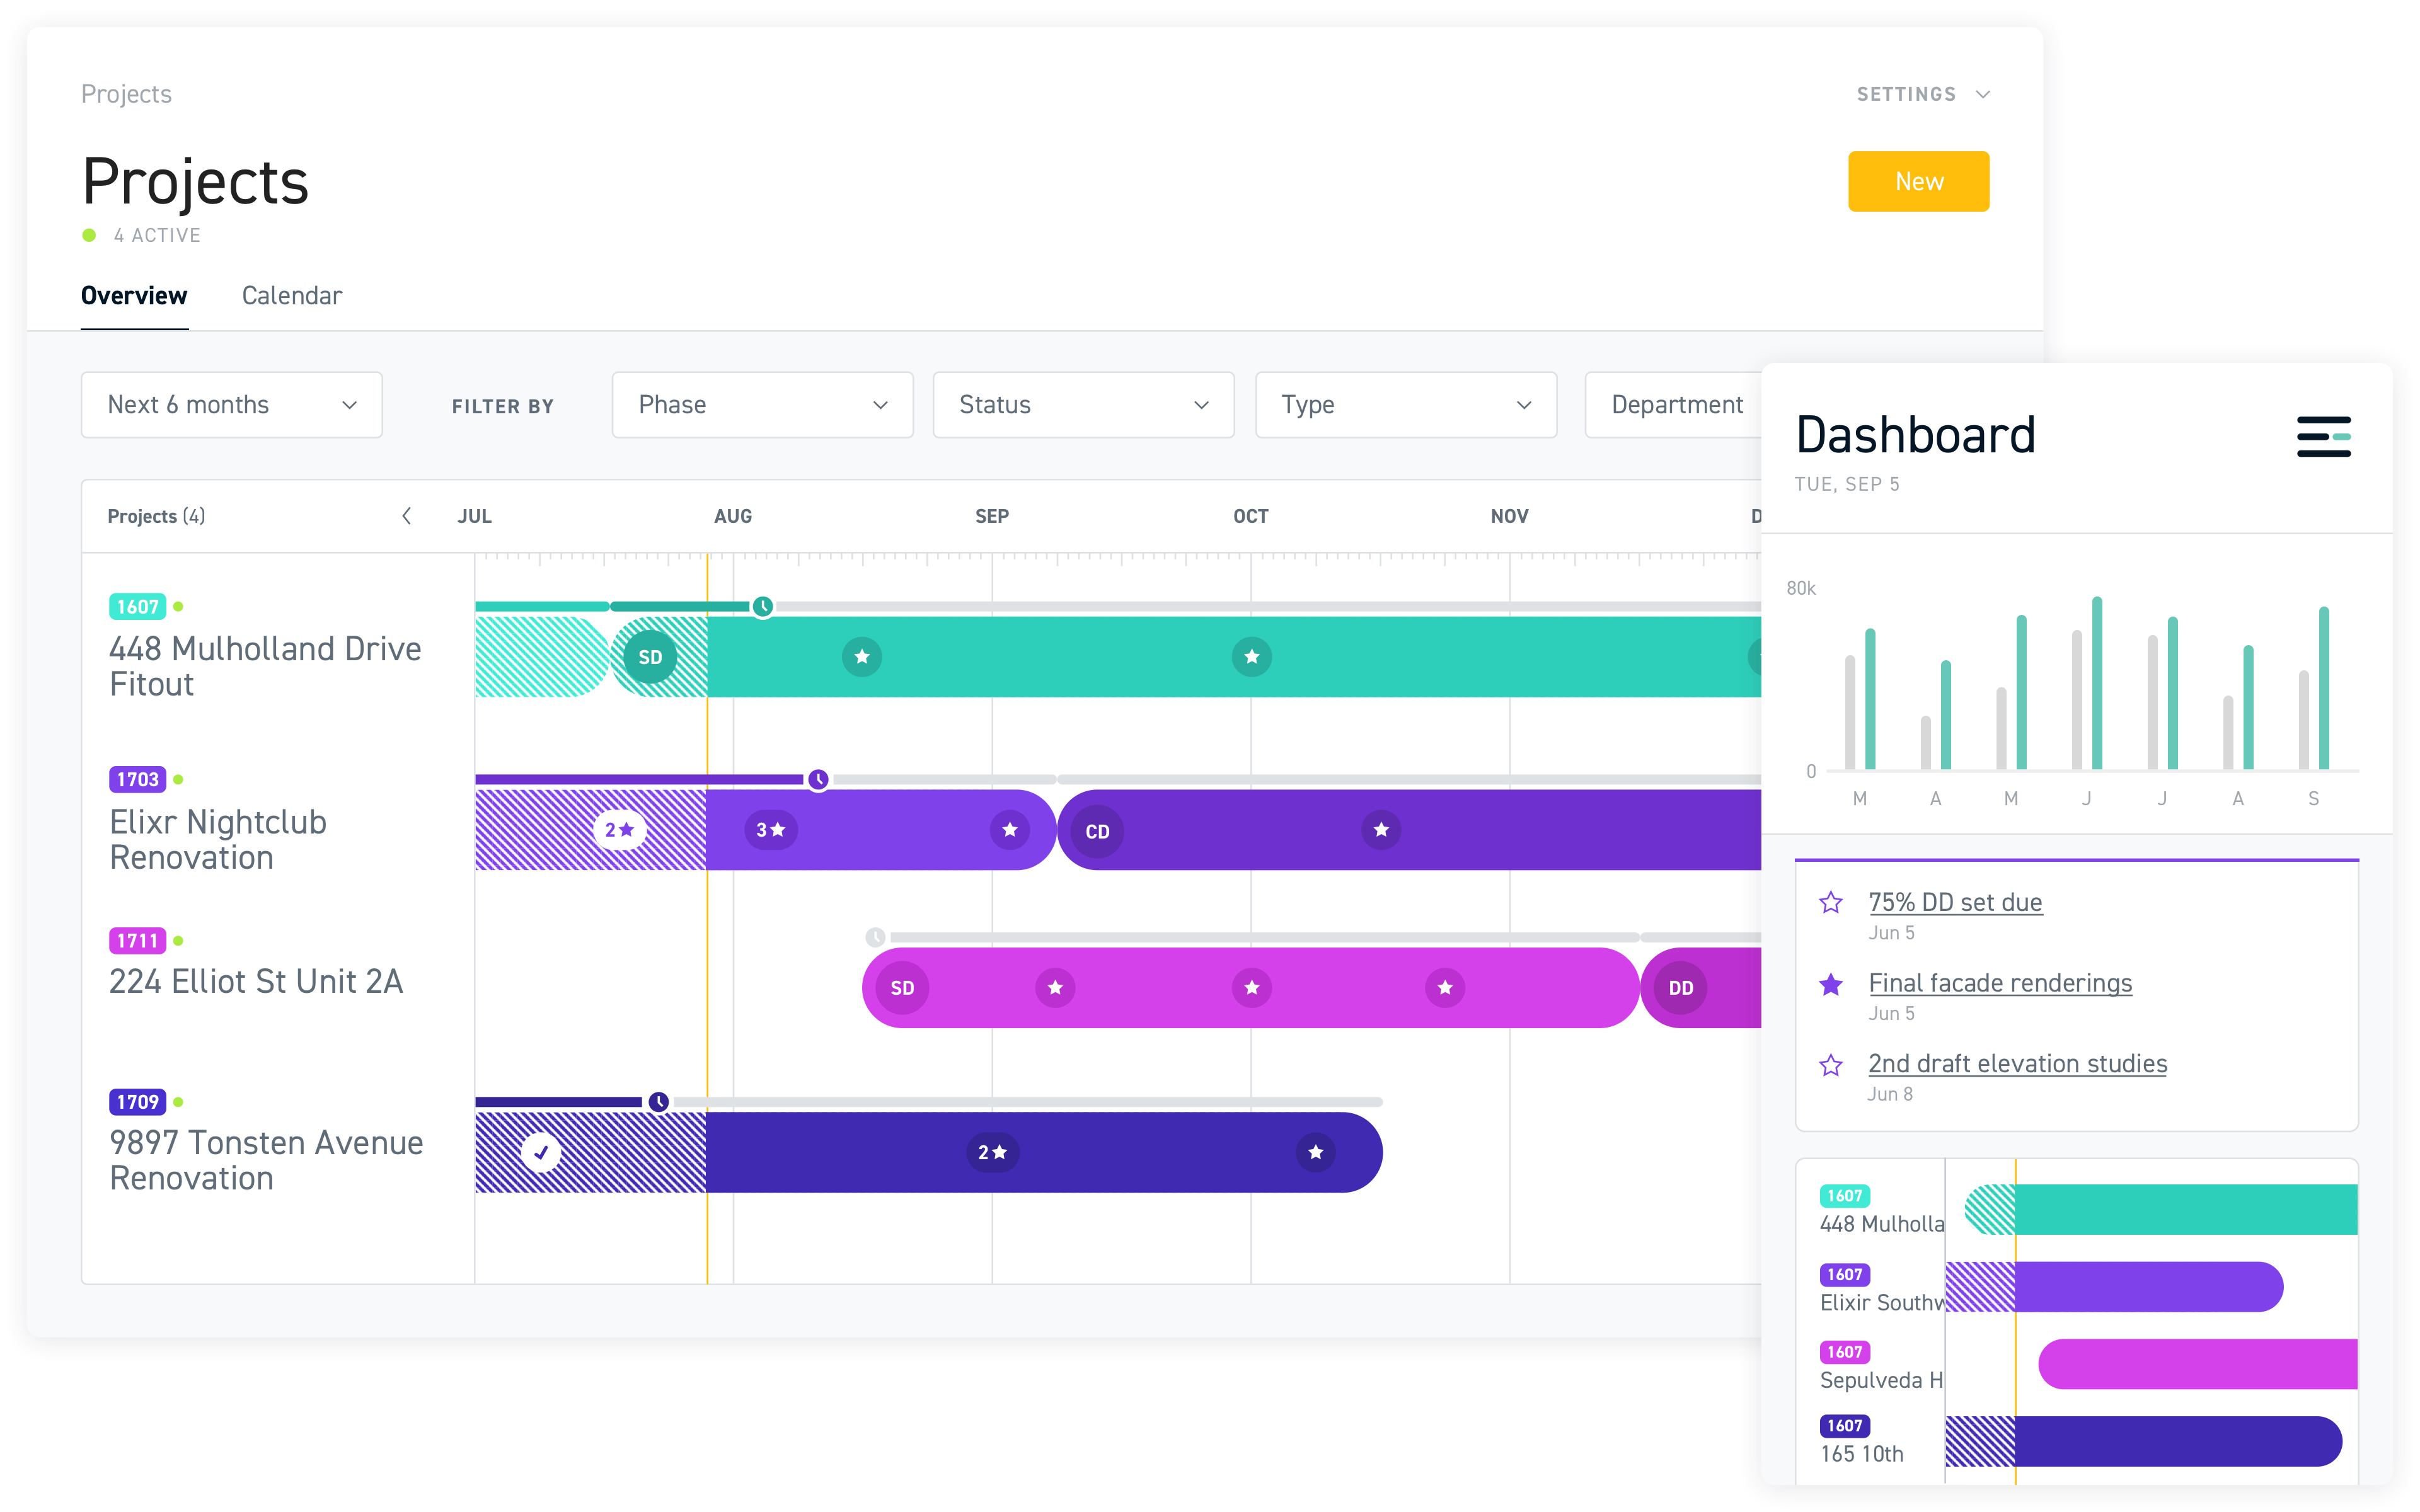 Projects
SETTINGS
Projects
New
4 ACTIVE
Overview
Calendar
Next 6 months
FILTER BY
Phase
Status
Type
Department
Projects (4)
JUL
AUG
SEP
OCT
NOV
D
1607
448 Mulholland Drive
Fitout
SD
1703
Elixr Nightclub
Renovation
2
3
CD
1711
224 Elliot St Unit 2A
SD
DD
1709
9897 Tonsten Avenue
Renovation
2
Dashboard
TUE, SEP 5
80k
0
M
A
M
J
J
A
S
75% DD set due
Jun 5
Final facade renderings
Jun 5
2nd draft elevation studies
Jun 8
1607
448 Mulholla
1607
Elixir Southw
1607
Sepulveda H
1607
165 10th